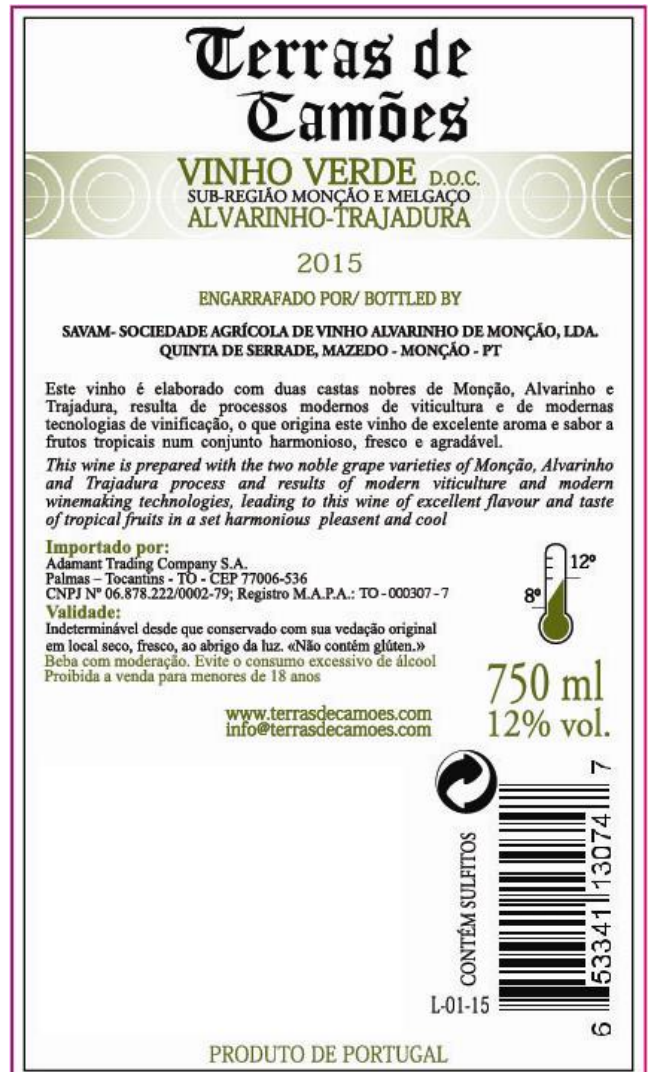 Terras de
Camões
VINHO VERDE D.O.C.
SUB-REGIÃO MONÇÃO E MELGAÇO
ALVARINHO-TRAJADURA
2015
ENGARRAFADO POR/ BOTTLED BY
SAVAM- SOCIEDADE AGRÍCOLA DE VINHO ALVARINHO DE MONÇÃO, LDA.
QUINTA DE SERRADE, MAZEDO - MONÇÃO - PT
Este vinho é elaborado com duas castas nobres de Monção, Alvarinho e
Trajadura, resulta de processos modernos de viticultura e de modernas
tecnologias de vinificação, o que origina este vinho de excelente aroma e sabor a
frutos tropicais num conjunto harmonioso, fresco e agradável.
This wine is prepared with the two noble grape varieties of Monção, Alvarinho
and Trajadura process and results of modern viticulture and modern
winemaking technologies, leading to this wine of excellent flavour and taste
of tropical fruits in a set harmonious pleasent and cool
Importado por:
Adamant Trading Company S.A.
Palmas – Tocantins - TO - CEP 77006-536
CNPJ Nº 06.878.222/0002-79; Registro M.A.P.A.: TO - 000307 - 7
Validade:
Indeterminável desde que conservado com sua vedação original
em local seco, fresco, ao abrigo da luz. «Não contém glúten.»
Beba com moderação. Evite o consumo excessivo de álcool
Proibida a venda para menores de 18 anos
12º
8º
750 ml
12% vol.
www.terrasdecamoes.com
info@terrasdecamoes.com
CONTÉM SULFITOS
6 53341 13074 7
L-01-15
PRODUTO DE PORTUGAL